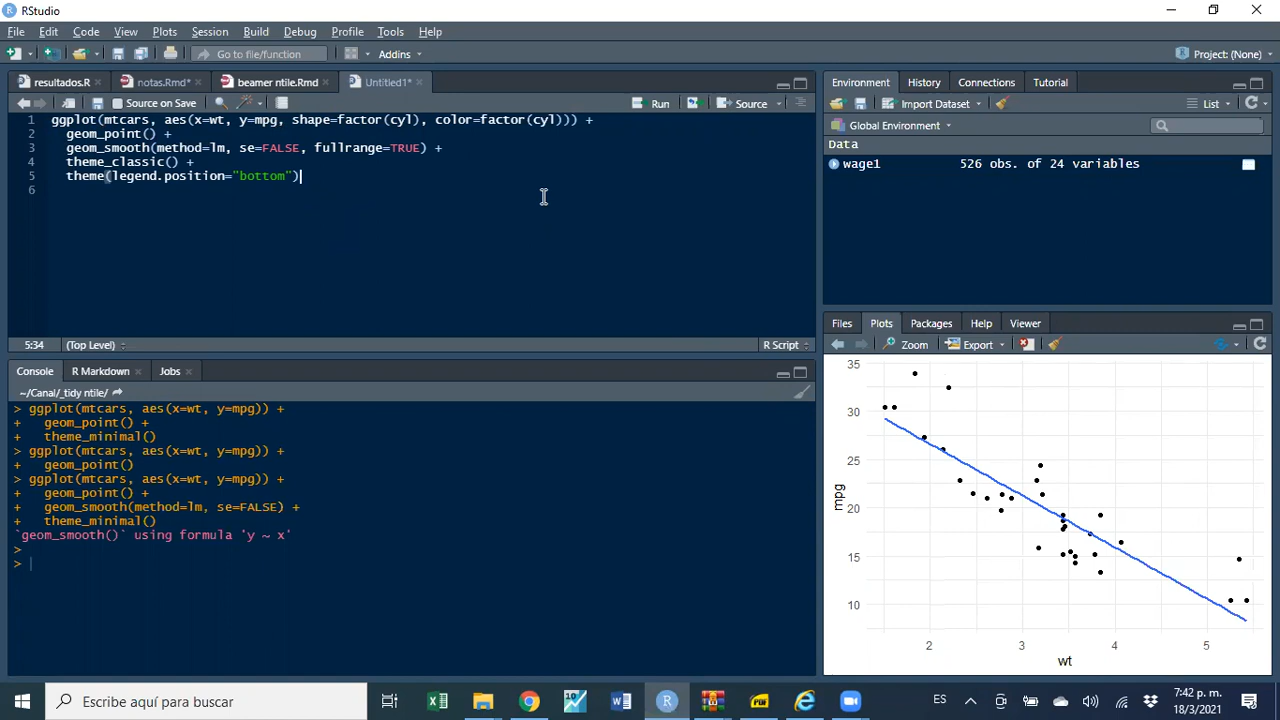 RStudio
File Edit Code View Plots Session Build Debug Profile Tools Help
Go to file/function Addins Project: (None)
resultados.R notas.Rmd* beamer ntile.Rmd Untitled1*
Source on Save Run Source
1 ggplot(mtcars, aes(x=wt, y=mpg, shape=factor(cyl), color=factor(cyl))) +
2 geom_point() +
3 geom_smooth(method=lm, se=FALSE, fullrange=TRUE) +
4 theme_classic() +
5 theme(legend.position="bottom")
6
5:34 (Top Level) R Script
Console R Markdown Jobs
~/Canal/_tidy ntile/
> ggplot(mtcars, aes(x=wt, y=mpg)) +
+ geom_point() +
+ theme_minimal()
> ggplot(mtcars, aes(x=wt, y=mpg)) +
+ geom_point()
> ggplot(mtcars, aes(x=wt, y=mpg)) +
+ geom_point() +
+ geom_smooth(method=lm, se=FALSE) +
+ theme_minimal()
`geom_smooth()` using formula 'y ~ x'
>
>
Environment History Connections Tutorial
Import Dataset List
Global Environment
Data
wage1 526 obs. of 24 variables
Files Plots Packages Help Viewer
Zoom Export
35
30
25
20
15
10
mpg
2 3 4 5
wt
Escribe aquí para buscar
ES
7:42 p. m.
18/3/2021